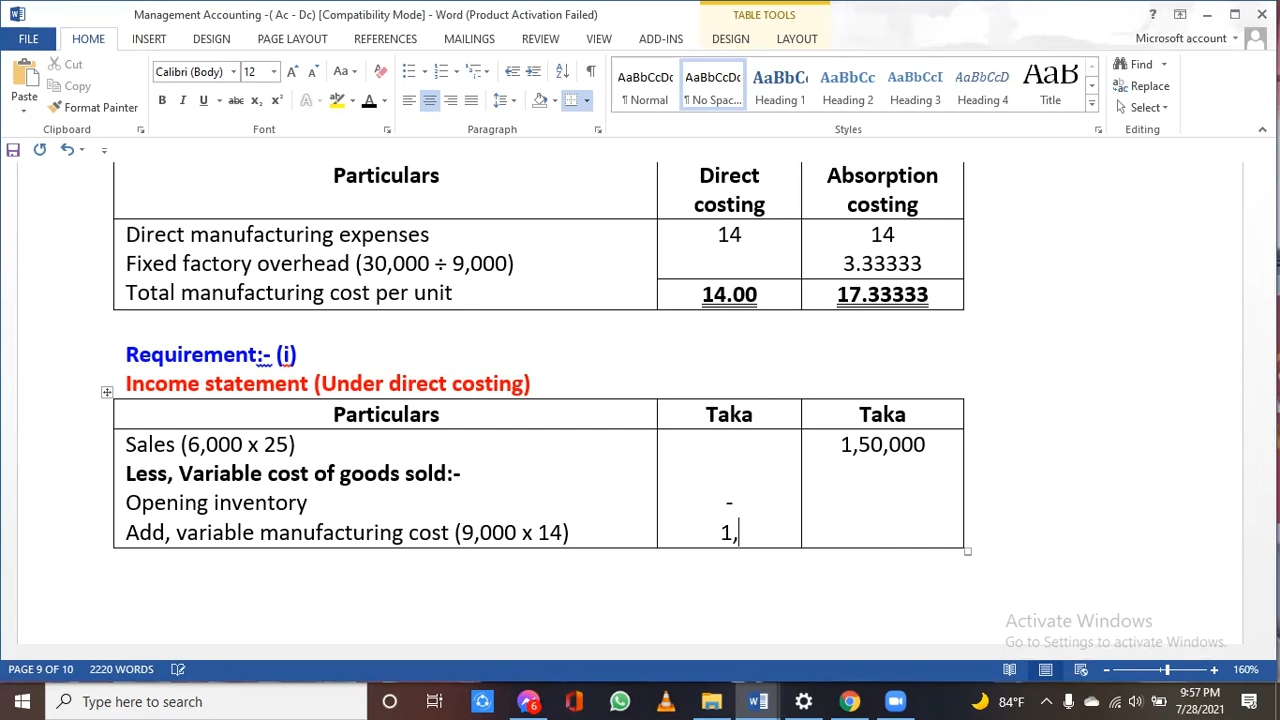 Management Accounting -( Ac - Dc) [Compatibility Mode] - Word (Product Activation Failed)
TABLE TOOLS
FILE HOME INSERT DESIGN PAGE LAYOUT REFERENCES MAILINGS REVIEW VIEW ADD-INS DESIGN LAYOUT
Microsoft account
Paste
Cut
Copy
Format Painter
Clipboard
Calibri (Body) 12
Font
Paragraph
AaBbCcDc AaBbCcDc AaBbC AaBbCc AaBbCcI AaBbCcD AaB
¶ Normal ¶ No Spac... Heading Heading 2 Heading 3 Heading 4 Title
Styles
Find
Replace
Select
Editing
Particulars Direct costing Absorption costing
Direct manufacturing expenses 14 14
Fixed factory overhead (30,000 ÷ 9,000) 3.33333
Total manufacturing cost per unit 14.00 17.33333
Requirement:- (i)
Income statement (Under direct costing)
Particulars Taka Taka
Sales (6,000 x 25) 1,50,000
Less, Variable cost of goods sold:-
Opening inventory -
Add, variable manufacturing cost (9,000 x 14) 1,
Activate Windows
Go to Settings to activate Windows.
PAGE 9 OF 10 2220 WORDS 160%
Type here to search
6
84°F
9:57 PM
7/28/2021